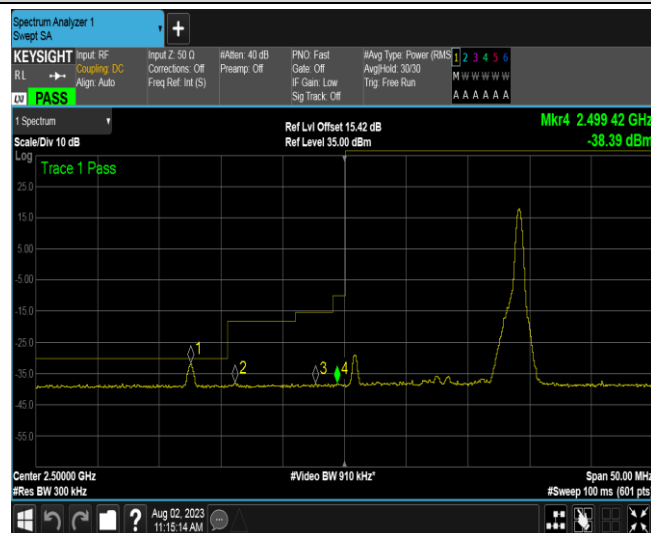 Spectrum Analyzer 1
Swept SA
+
KEYSIGHT
RL
Align: Auto
Input: RF
Coupling: DC
Input Z: 50 Ω
Corrections: Off
Freq Ref: Int (S)
#Atten: 40 dB
Preamp: Off
PNO: Fast
Gate: Off
IF Gain: Low
Sig Track: Off
#Avg Type: Power (RMS
Avg|Hold: 30/30
Trig: Free Run
1 2 3 4 5 6
M W W W W W
A A A A A A
LXI PASS
1 Spectrum
Scale/Div 10 dB
Ref Lvl Offset 15.42 dB
Ref Level 35.00 dBm
Mkr4 2.499 42 GHz
-38.39 dBm
Log
Trace 1 Pass
25.0
15.0
5.00
-5.00
-15.0
-25.0
-35.0
-45.0
-55.0
1
2
3
4
Center 2.50000 GHz
#Res BW 300 kHz
#Video BW 910 kHz*
Span 50.00 MHz
#Sweep 100 ms (601 pts)
?
Aug 02, 2023
11:15:14 AM